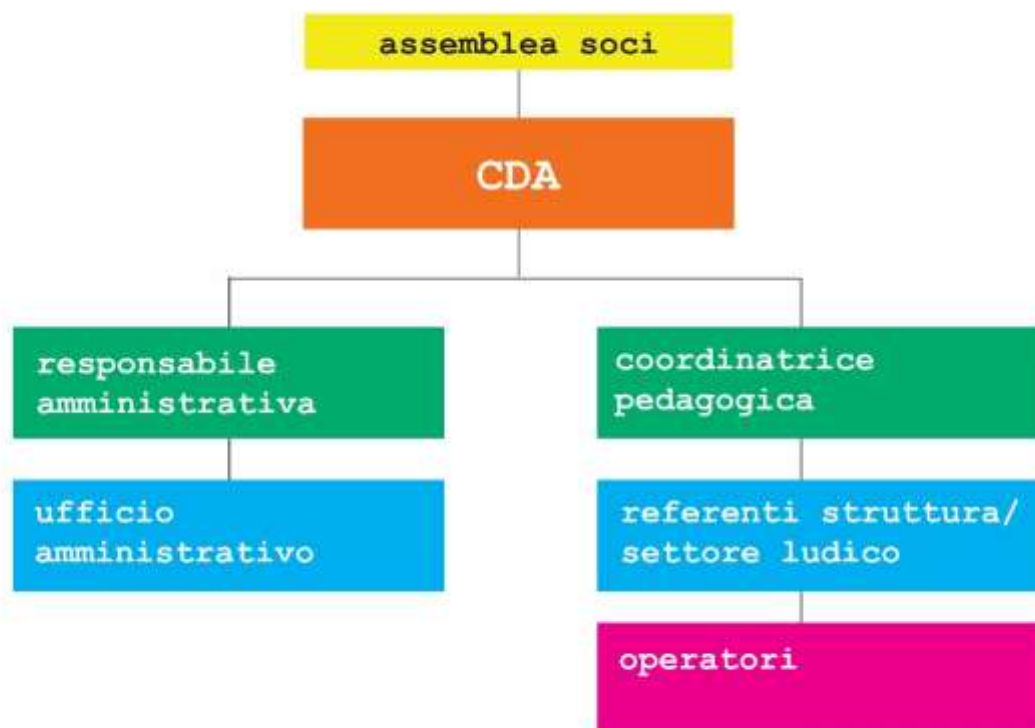 assemblea soci
CDA
responsabile
amministrativa
coordinatrice
pedagogica
ufficio
amministrativo
referenti struttura/
settore ludico
operatori